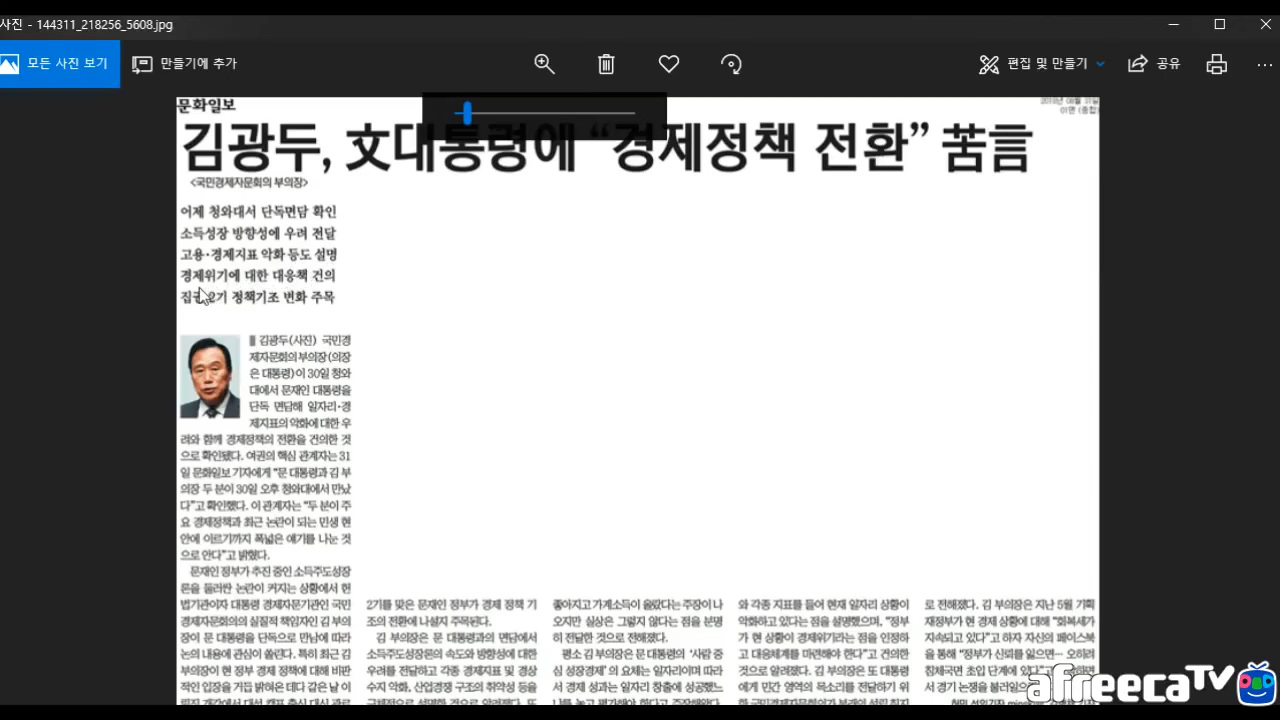 사진 - 144311_218256_5608.jpg
모든 사진 보기
만들기에 추가
편집 및 만들기
공유
문화일보
01면 (종합)
김광두, 文대통령에 “경제정책 전환” 苦言
<국민경제자문회의 부의장>
어제 청와대서 단독면담 확인
소득성장 방향성에 우려 전달
고용·경제지표 악화 등도 설명
경제위기에 대한 대응책 건의
2기 정책기조 변화 주목
김광두(사진) 국민경
제자문회의 부의장(의장
은 대통령)이 30일 청와
대에서 문재인 대통령을
단독 면담해 일자리·경
제지표의 악화에 대한 우
려와 함께 경제정책의 전환을 건의한 것
으로 확인됐다. 여권의 핵심 관계자는 31
일 문화일보 기자에게 “문 대통령과 김 부
의장 두 분이 30일 오후 청와대에서 만났
다”고 확인했다. 이 관계자는 “두 분이 주
요 경제정책과 최근 논란이 되는 민생 현
안에 이르기까지 폭넓은 얘기를 나눈 것
으로 안다”고 밝혔다.
문재인 정부가 추진 중인 소득주도성장
론을 둘러싼 논란이 커지는 상황에서 헌
법기관이자 대통령 경제자문기관인 국민
경제자문회의의 실질적 책임자인 김 부의
장이 문 대통령을 단독으로 만남에 따라
논의 내용에 관심이 쏠린다. 특히 최근 김
부의장이 현 정부 경제 정책에 대해 비판
적인 입장을 거듭 밝혀온 데다 같은 날 이
2기를 맞은 문재인 정부가 경제 정책 기
조의 전환에 나설지 주목된다.
김 부의장은 문 대통령과의 면담에서
소득주도성장론의 속도와 방향성에 대한
우려를 전달하고 각종 경제지표 및 경상
수지 악화, 산업경쟁 구조의 취약성 등을
좋아지고 가계소득이 올랐다는 주장이 나
오지만 실상은 그렇지 않다는 점을 분명
히 전달한 것으로 전해졌다.
평소 김 부의장은 문 대통령의 ‘사람 중
심 성장경제’의 요체는 일자리이며 따라
서 경제 성과는 일자리 창출에 성공했느
와 각종 지표를 들어 현재 일자리 상황이
악화하고 있다는 점을 설명했으며, “정부
가 현 상황이 경제위기라는 점을 인정하
고 대응체계를 마련해야 한다”고 건의한
것으로 알려졌다. 김 부의장은 또 대통령
에게 민간 영역의 목소리를 전달하기 위
로 전해졌다. 김 부의장은 지난 5월 기획
재정부가 현 경제 상황에 대해 “회복세가
지속되고 있다”고 하자 자신의 페이스북
을 통해 “정부가 신뢰를 잃으면… 오히려
침체국면 초입 단계에 있다”고
서 경기 논쟁을 불러일으
afreecaTV